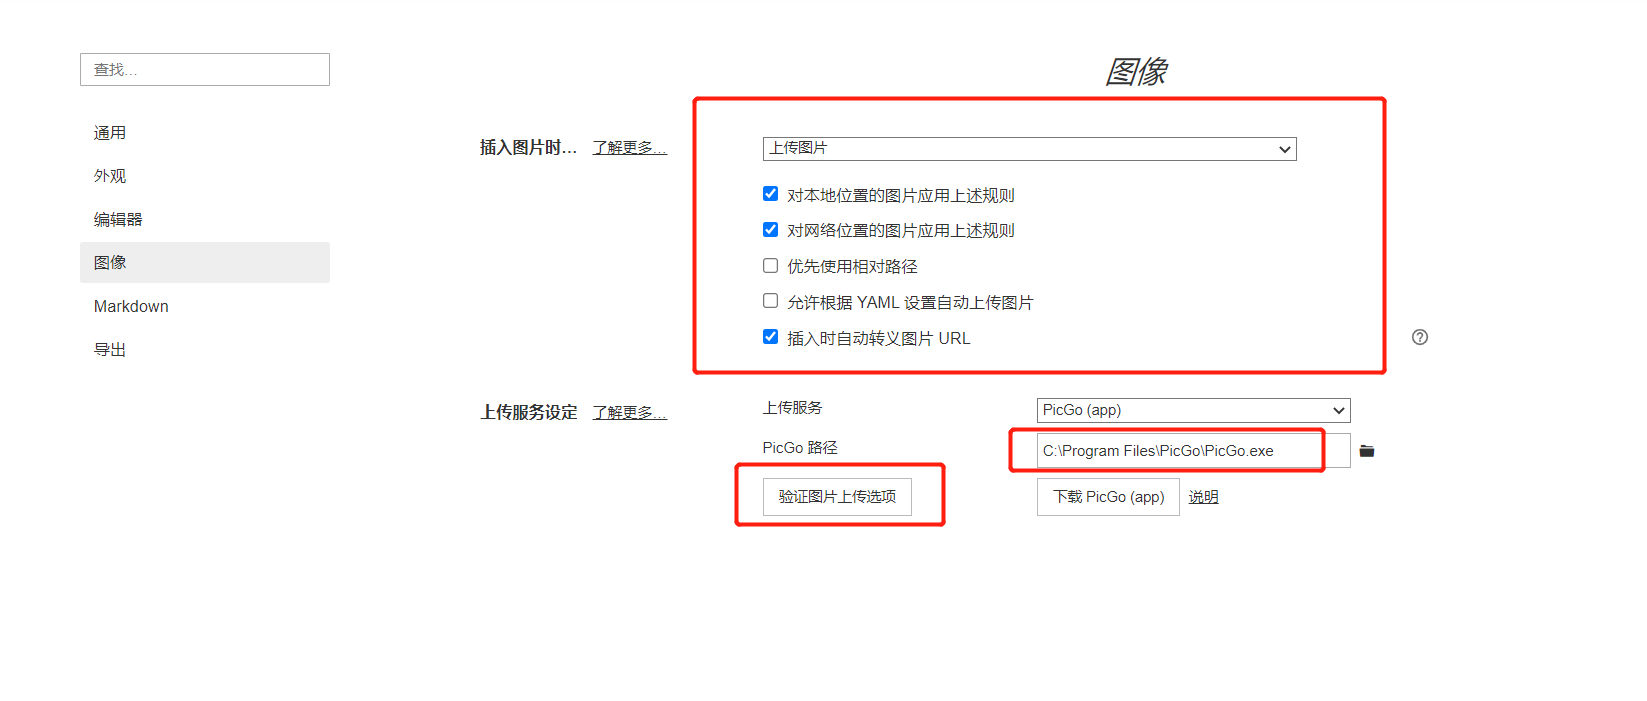 查找...
图像
通用
外观
编辑器
图像
Markdown
导出
插入图片时... 了解更多...
上传图片
对本地位置的图片应用上述规则
对网络位置的图片应用上述规则
优先使用相对路径
允许根据 YAML 设置自动上传图片
插入时自动转义图片 URL
上传服务设定 了解更多...
上传服务 PicGo (app)
PicGo 路径 C:\Program Files\PicGo\PicGo.exe
验证图片上传选项 下载 PicGo (app) 说明